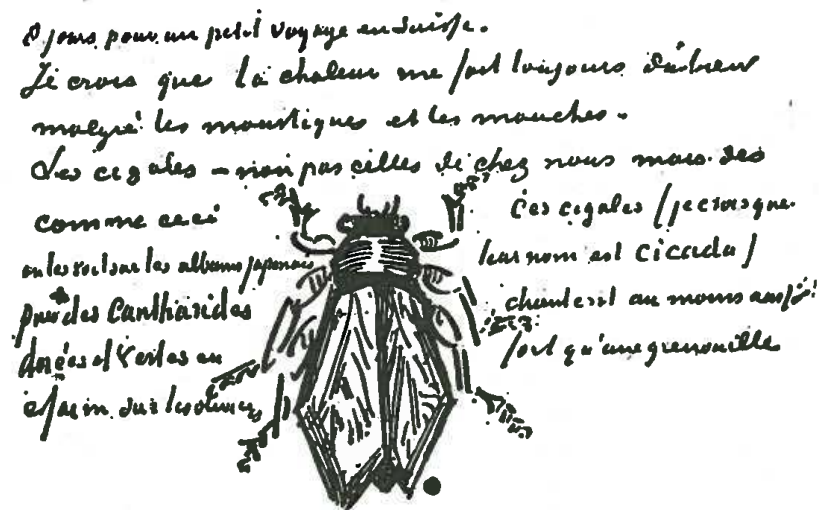 8 jours pour un petit voyage en Suisse.
Je crois que la chaleur me fait toujours du bien
malgré les moustiques et les mouches.
Les cigales – non pas celles de chez nous mais des
comme ceci
on les voit sur les albums japonais
puis des Cantharides
dorées et vertes en
essaim sur les oliviers
Ces cigales (je crois que
leur nom est cicada)
chantent au moins aussi
fort qu'une grenouille